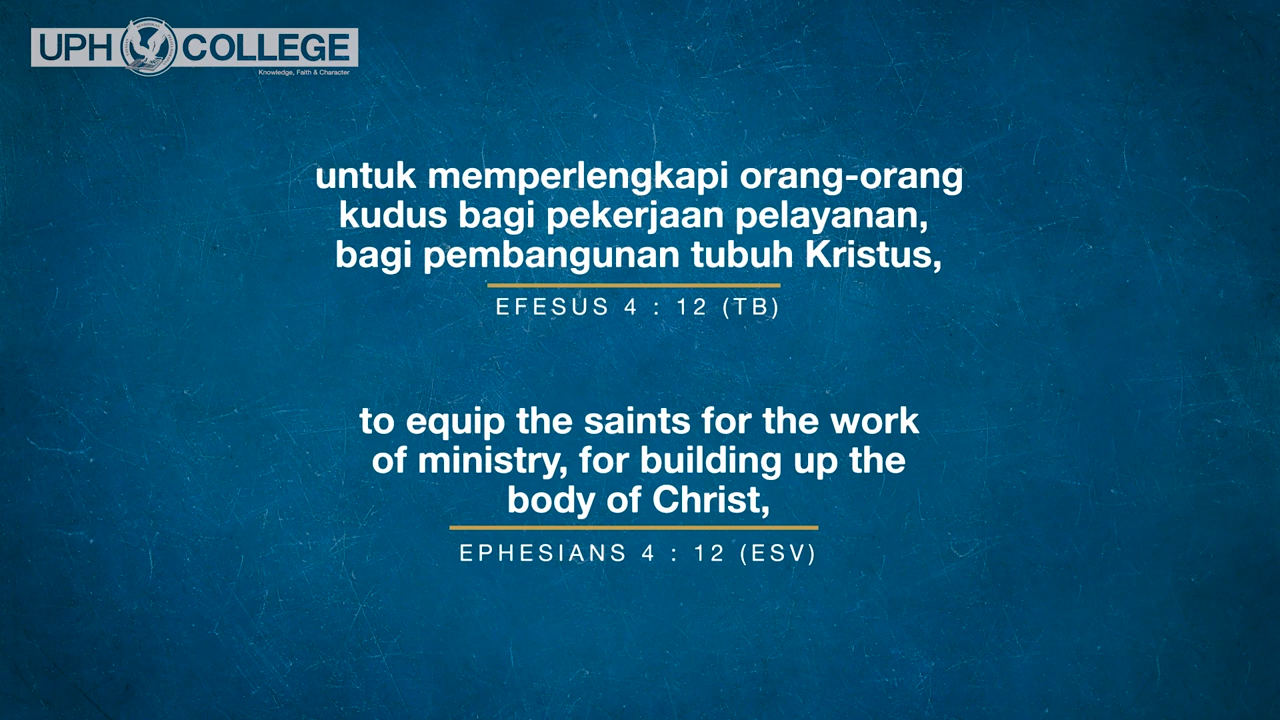 UPH COLLEGE
Knowledge, Faith & Character
untuk memperlengkapi orang-orang
kudus bagi pekerjaan pelayanan,
bagi pembangunan tubuh Kristus,
EFESUS 4 : 12 (TB)
to equip the saints for the work
of ministry, for building up the
body of Christ,
EPHESIANS 4 : 12 (ESV)